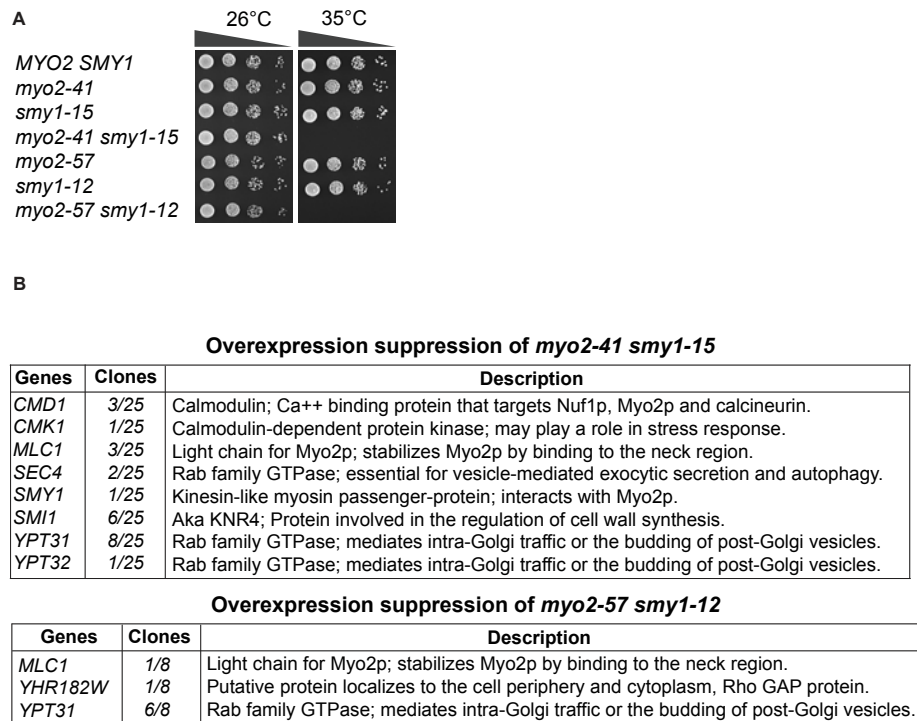 A
26°C 35°C
MYO2 SMY1
myo2-41
smy1-15
myo2-41 smy1-15
myo2-57
smy1-12
myo2-57 smy1-12
B
Overexpression suppression of myo2-41 smy1-15
Genes Clones Description
CMD1 3/25 Calmodulin; Ca++ binding protein that targets Nuf1p, Myo2p and calcineurin.
CMK1 1/25 Calmodulin-dependent protein kinase; may play a role in stress response.
MLC1 3/25 Light chain for Myo2p; stabilizes Myo2p by binding to the neck region.
SEC4 2/25 Rab family GTPase; essential for vesicle-mediated exocytic secretion and autophagy.
SMY1 1/25 Kinesin-like myosin passenger-protein; interacts with Myo2p.
SMI1 6/25 Aka KNR4; Protein involved in the regulation of cell wall synthesis.
YPT31 8/25 Rab family GTPase; mediates intra-Golgi traffic or the budding of post-Golgi vesicles.
YPT32 1/25 Rab family GTPase; mediates intra-Golgi traffic or the budding of post-Golgi vesicles.
Overexpression suppression of myo2-57 smy1-12
Genes Clones Description
MLC1 1/8 Light chain for Myo2p; stabilizes Myo2p by binding to the neck region.
YHR182W 1/8 Putative protein localizes to the cell periphery and cytoplasm, Rho GAP protein.
YPT31 6/8 Rab family GTPase; mediates intra-Golgi traffic or the budding of post-Golgi vesicles.